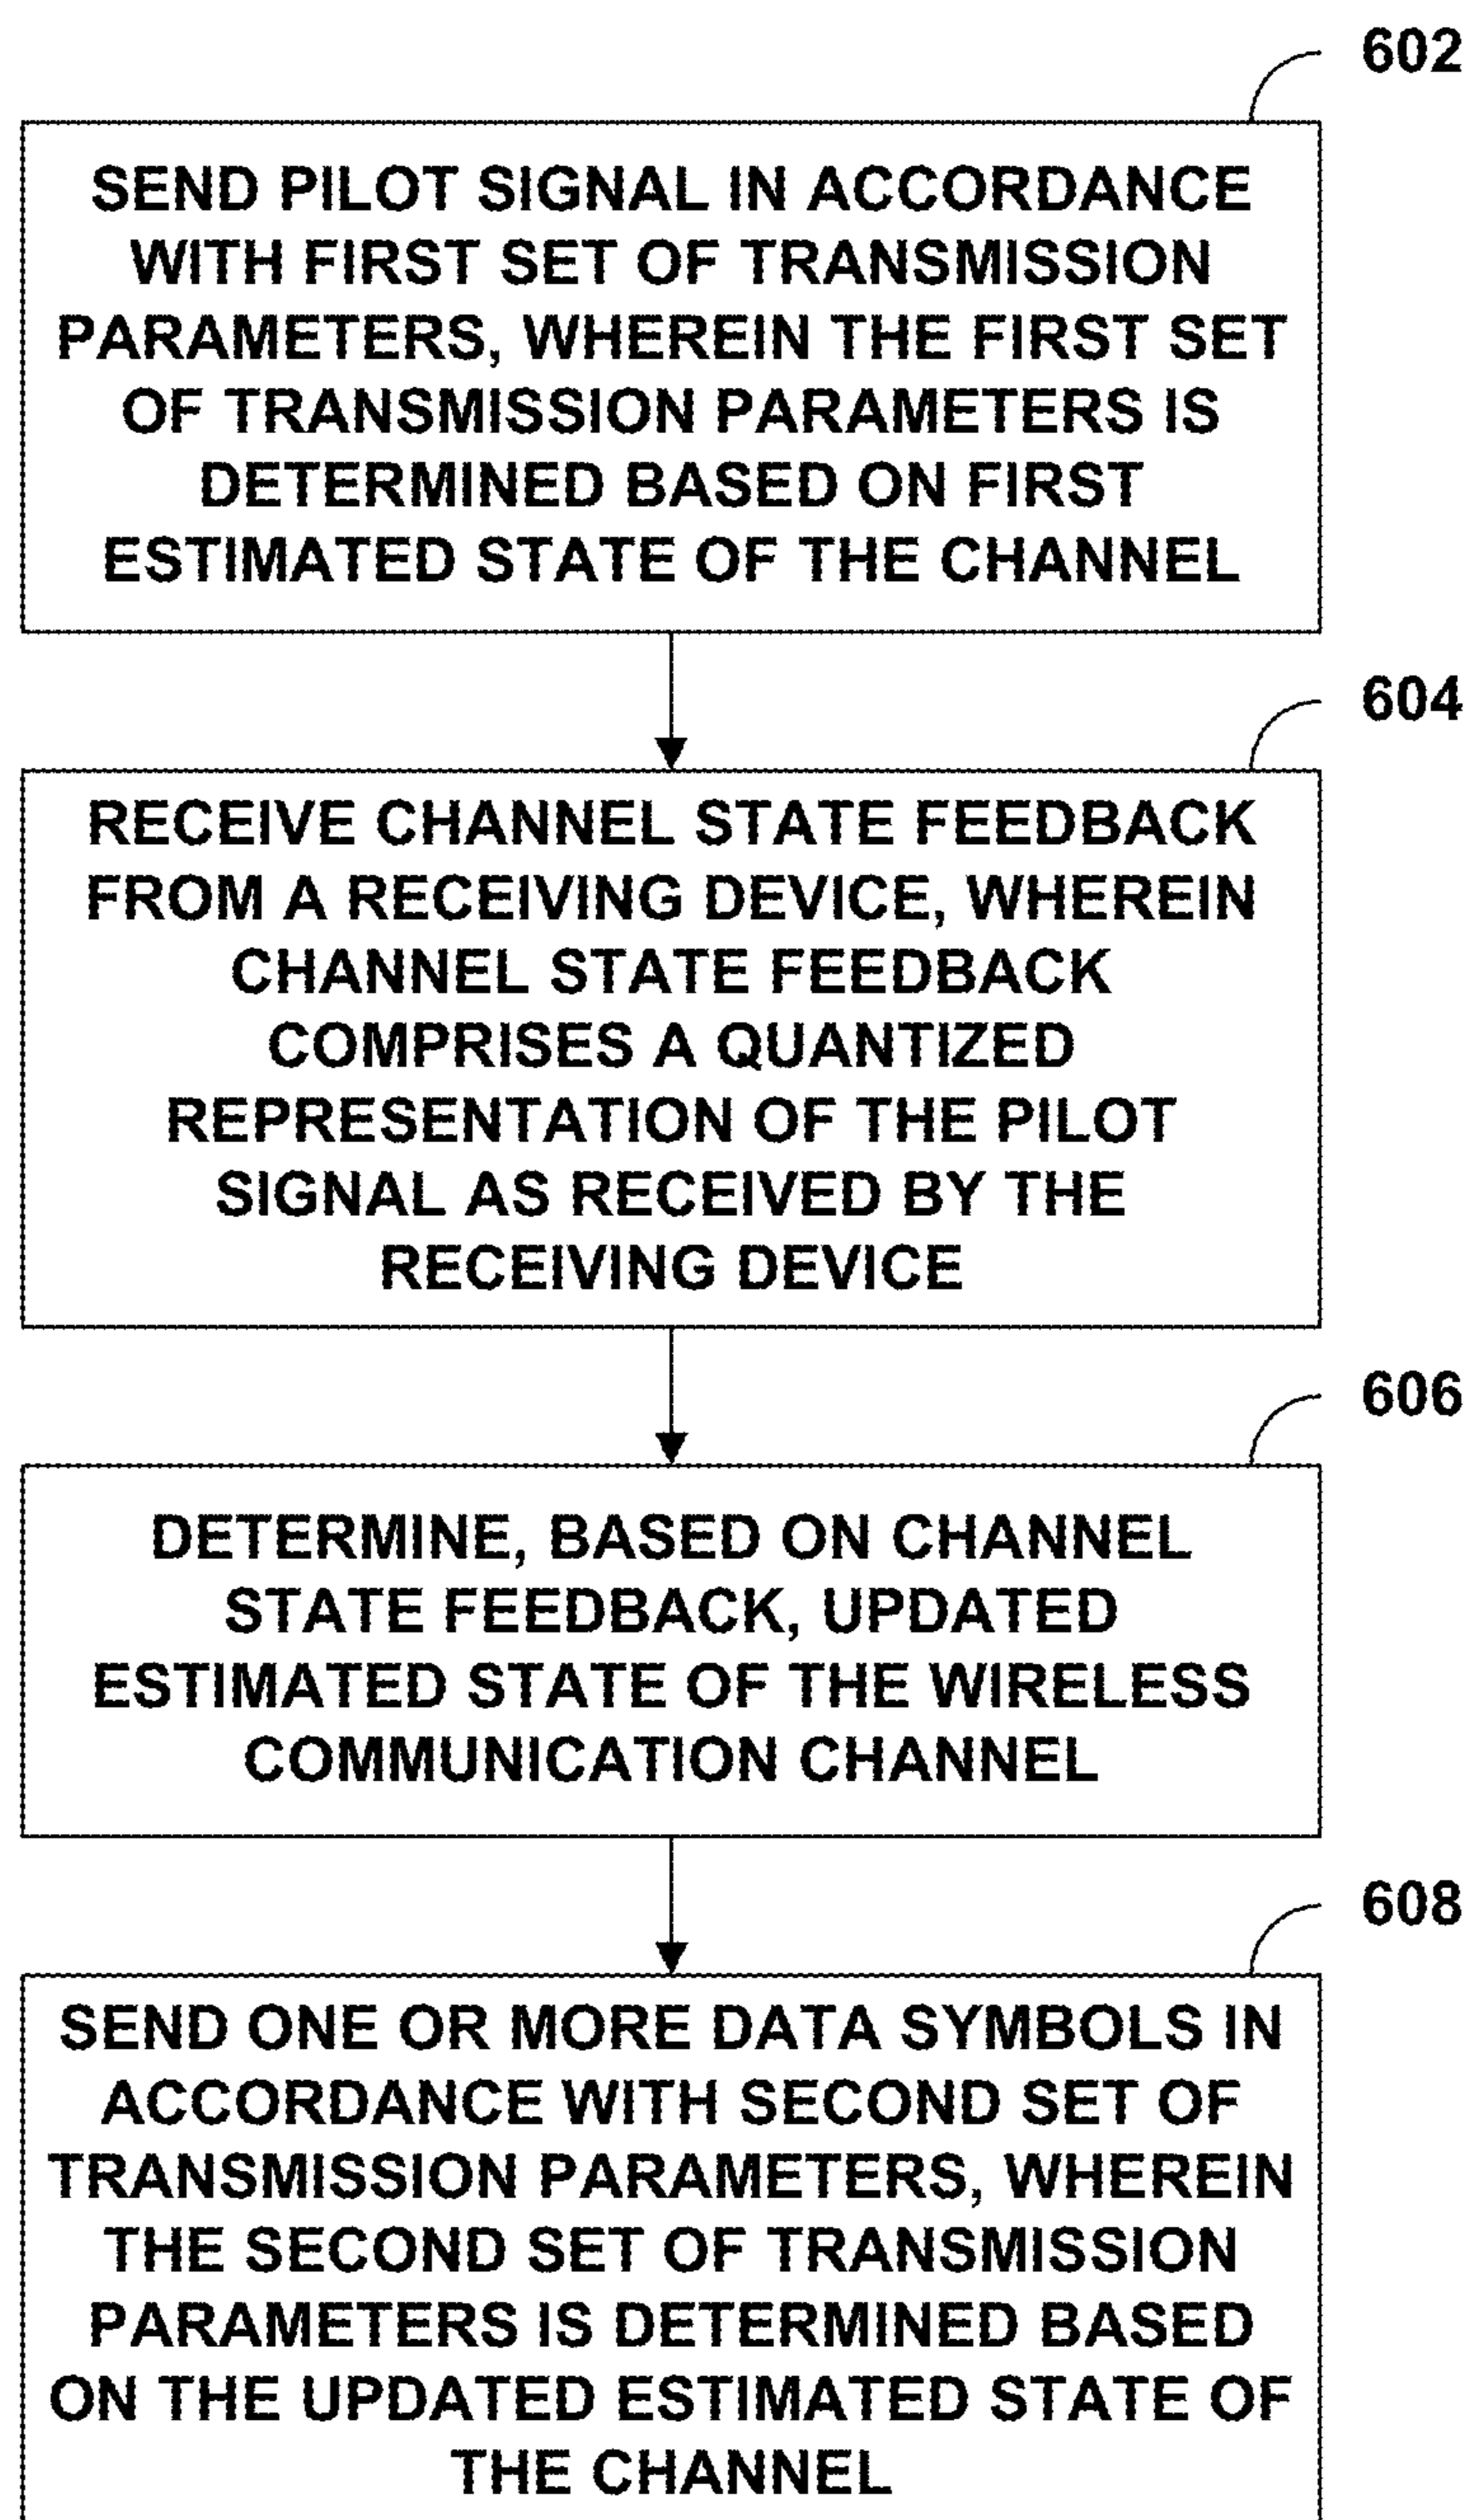 602
SEND PILOT SIGNAL IN ACCORDANCE
WITH FIRST SET OF TRANSMISSION
PARAMETERS, WHEREIN THE FIRST SET
OF TRANSMISSION PARAMETERS IS
DETERMINED BASED ON FIRST
ESTIMATED STATE OF THE CHANNEL
604
RECEIVE CHANNEL STATE FEEDBACK
FROM A RECEIVING DEVICE, WHEREIN
CHANNEL STATE FEEDBACK
COMPRISES A QUANTIZED
REPRESENTATION OF THE PILOT
SIGNAL AS RECEIVED BY THE
RECEIVING DEVICE
606
DETERMINE, BASED ON CHANNEL
STATE FEEDBACK, UPDATED
ESTIMATED STATE OF THE WIRELESS
COMMUNICATION CHANNEL
608
SEND ONE OR MORE DATA SYMBOLS IN
ACCORDANCE WITH SECOND SET OF
TRANSMISSION PARAMETERS, WHEREIN
THE SECOND SET OF TRANSMISSION
PARAMETERS IS DETERMINED BASED
ON THE UPDATED ESTIMATED STATE OF
THE CHANNEL